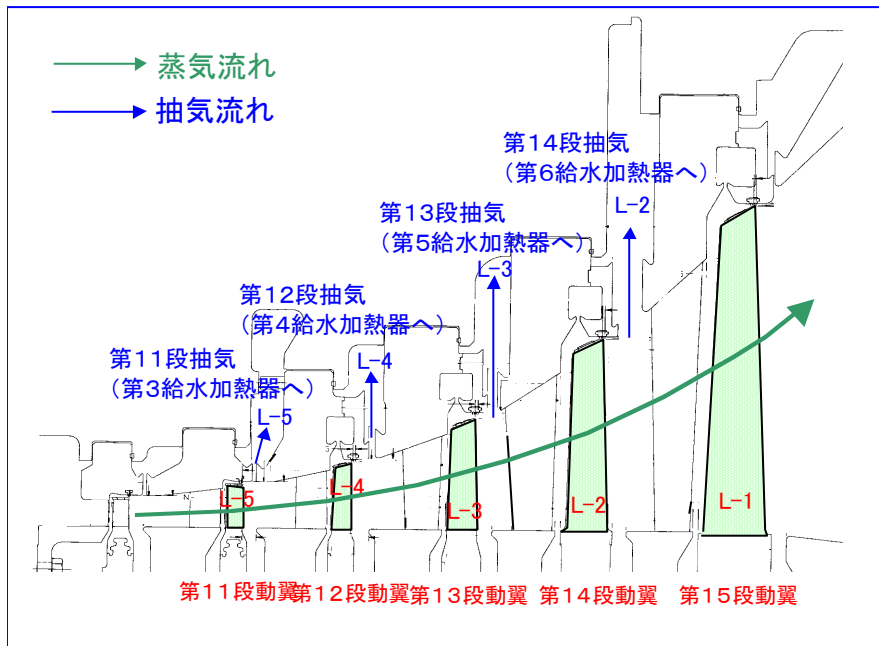 蒸気流れ
抽気流れ
第14段抽気
(第6給水加熱器へ)
L-2
第13段抽気
(第5給水加熱器へ)
L-3
第12段抽気
(第4給水加熱器へ)
L-4
第11段抽気
(第3給水加熱器へ)
L-5
L-5
L-4
L-3
L-2
L-1
第11段動翼
第12段動翼
第13段動翼
第14段動翼
第15段動翼